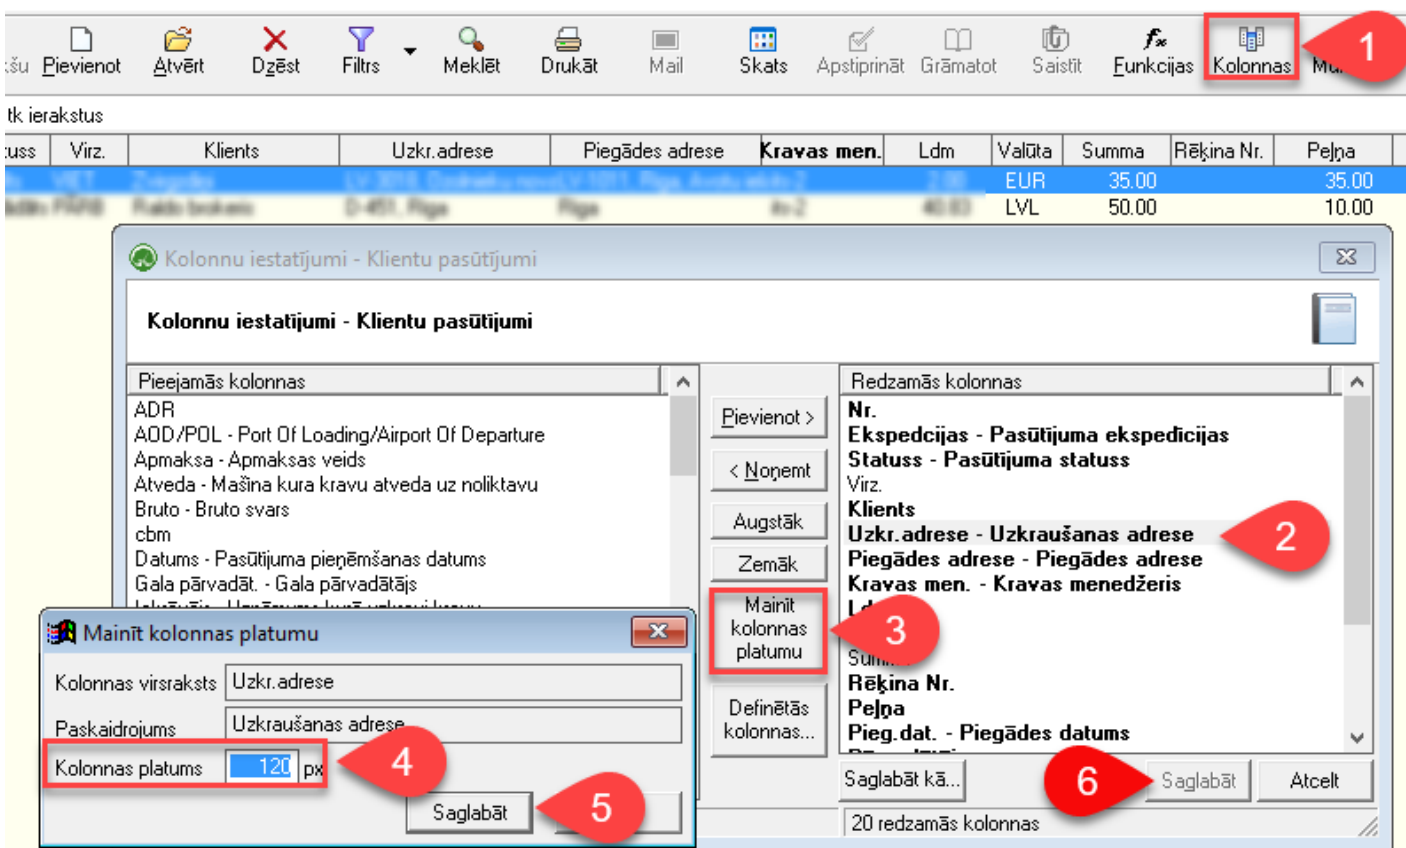 šu Pievienot Atvērt Dzēst Filtrs Meklēt Drukāt Mail Skats Apstiprināt Grāmatot Saistīt Funkcijas Kolonnas 1
tk ierakstus
tuss Virz. Klients Uzkr.adrese Piegādes adrese Kravas men. Ldm Valūta Summa Rēķina Nr. Peļņa
EUR 35.00 35.00
LVL 50.00 10.00
Kolonnu iestatījumi - Klientu pasūtījumi
Kolonnu iestatījumi - Klientu pasūtījumi
Pieejamās kolonnas
ADR
AOD/POL - Port Of Loading/Airport Of Departure
Apmaksa - Apmaksas veids
Atveda - Mašīna kura kravu atveda uz noliktavu
Bruto - Bruto svars
cbm
Datums - Pasūtījuma pieņēmšanas datums
Gala pārvadāt. - Gala pārvadātājs
Pievienot >
< Noņemt
Augstāk
Zemāk
Mainīt
kolonnas
platumu
3
Definētās
kolonnas...
Redzamās kolonnas
Nr.
Ekspedcijas - Pasūtījuma ekspedīcijas
Statuss - Pasūtījuma statuss
Virz.
Klients
Uzkr.adrese - Uzkraušanas adrese
2
Piegādes adrese - Piegādes adrese
Kravas men. - Kravas menedžeris
Rēķina Nr.
Peļņa
Pieg.dat. - Piegādes datums
Saglabāt kā...
6
Saglabāt
Atcelt
20 redzamās kolonnas
Mainīt kolonnas platumu
Kolonnas virsraksts Uzkr.adrese
Paskaidrojums Uzkraušanas adrese
Kolonnas platums 120 px
4
Saglabāt
5